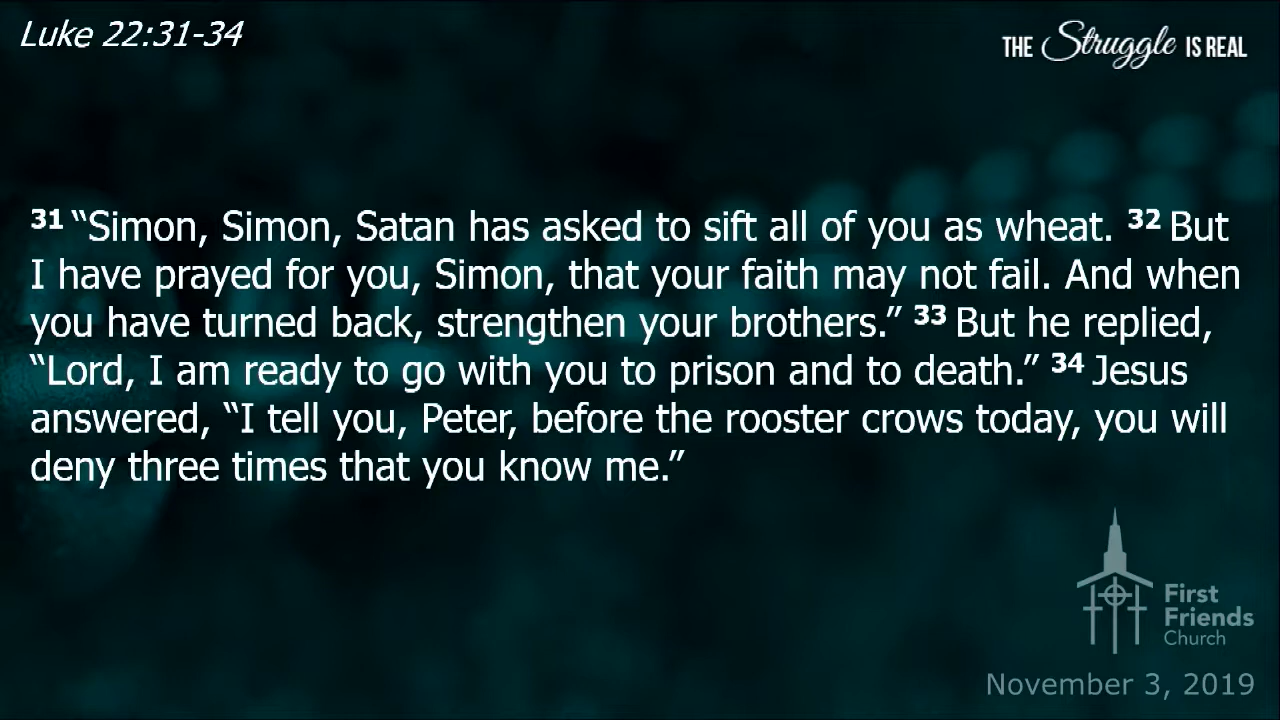 Luke 22:31-34
THE Struggle IS REAL
31 “Simon, Simon, Satan has asked to sift all of you as wheat. 32 But
I have prayed for you, Simon, that your faith may not fail. And when
you have turned back, strengthen your brothers.” 33 But he replied,
“Lord, I am ready to go with you to prison and to death.” 34 Jesus
answered, “I tell you, Peter, before the rooster crows today, you will
deny three times that you know me.”
First
Friends
Church
November 3, 2019